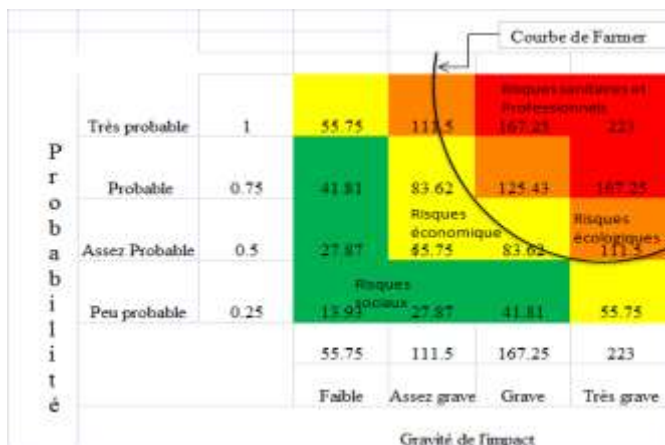 Courbe de Farmer
Risques sanitaires et
Professionnels
Très probable 1 55.75 111.5 167.25 223
Probable 0.75 41.81 83.62 125.43 167.25
Risques
économique
Risques
écologiques
Assez Probable 0.5 27.87 65.75 83.62 111.5
Risques
sociaux
Peu probable 0.25 13.93 27.87 41.81 55.75
55.75 111.5 167.25 223
Faible Assez grave Grave Très grave
Gravité de l'impact
Probabilité